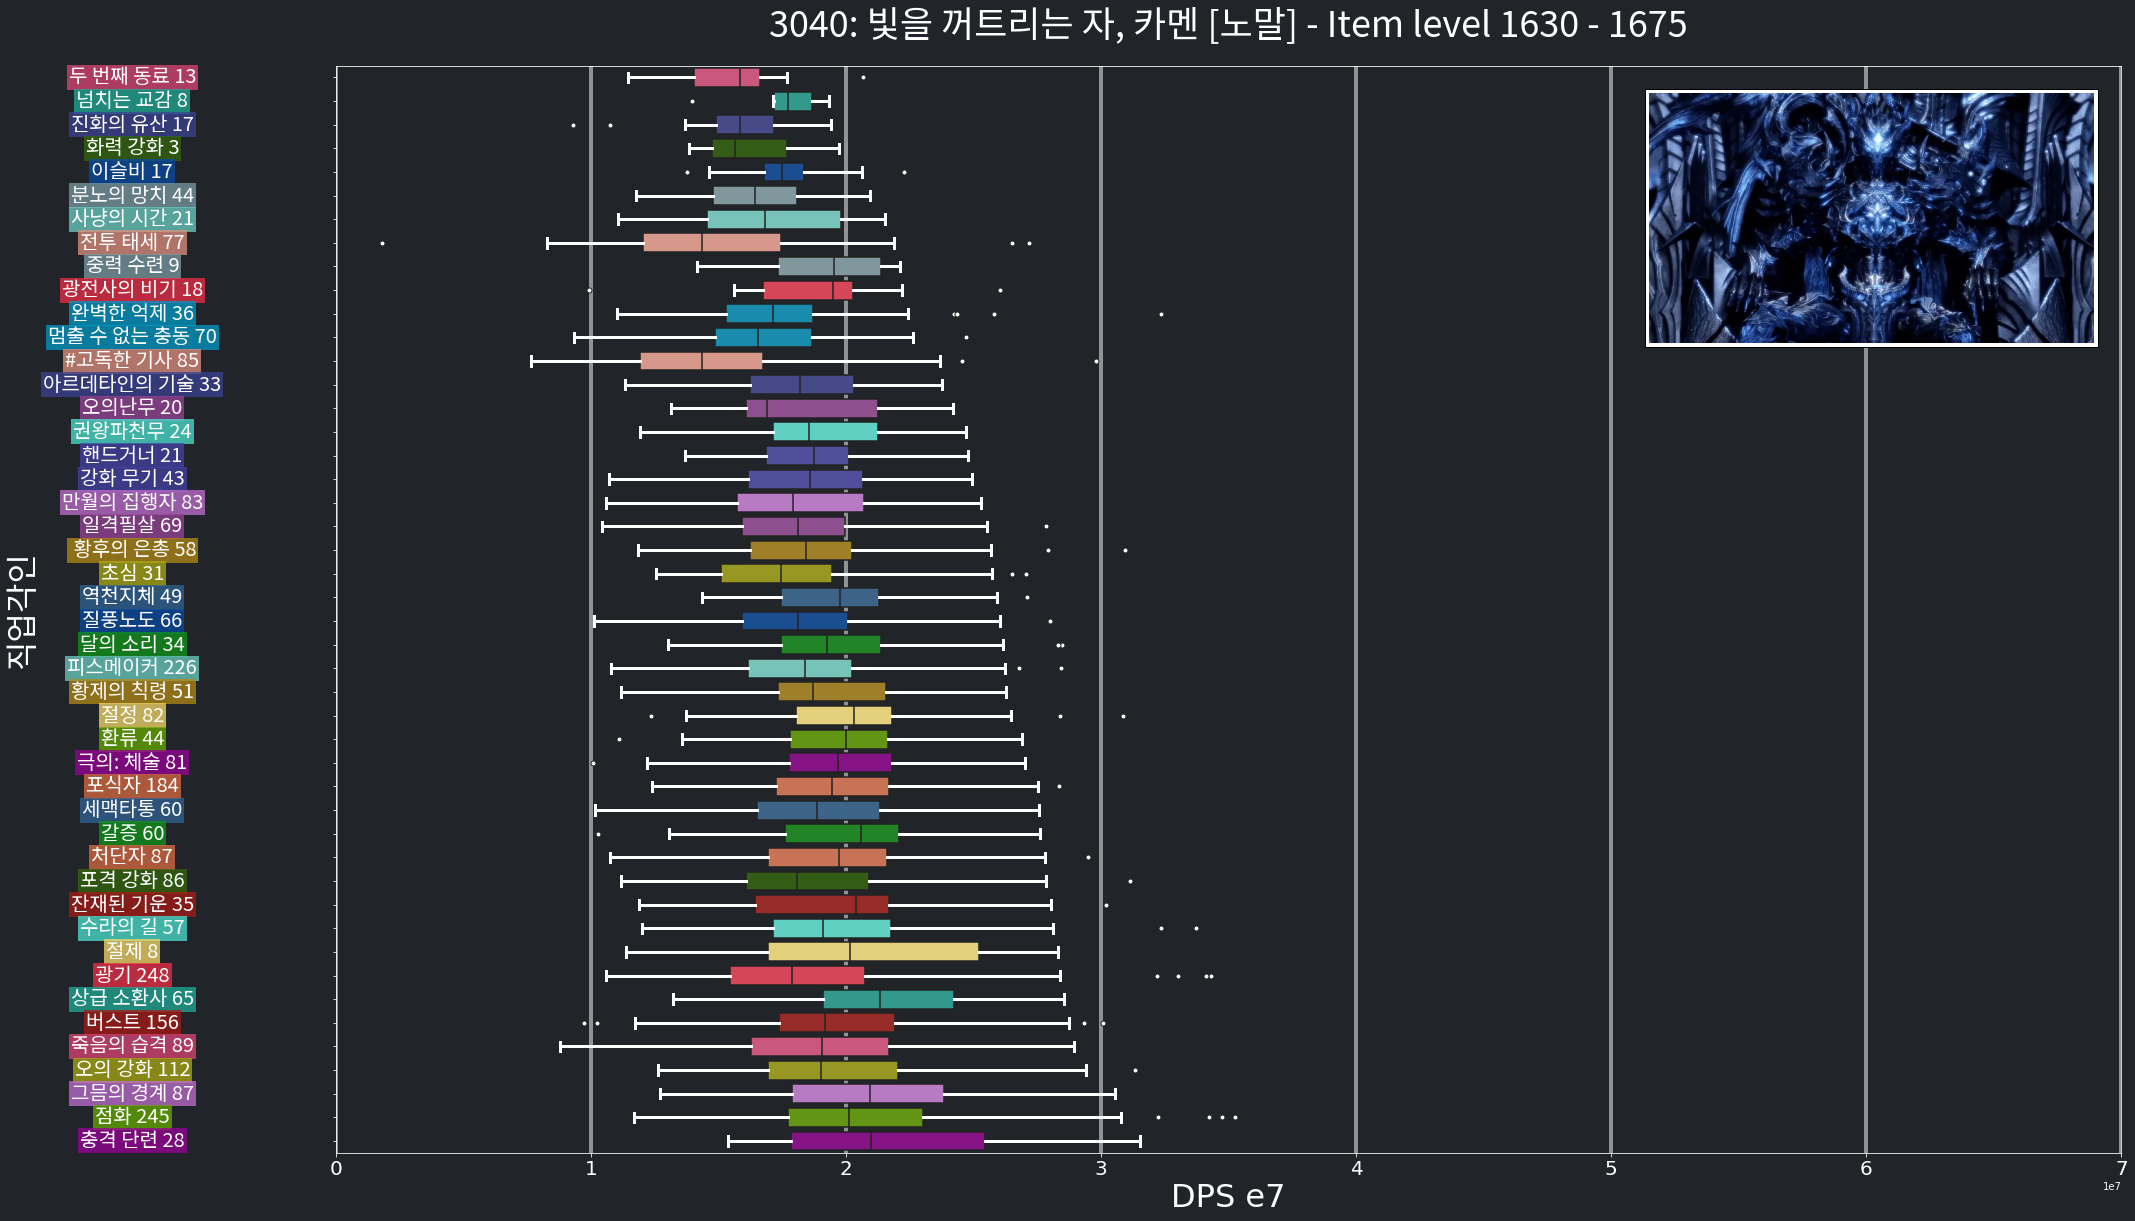 3040: 빛을 꺼트리는 자, 카멘 [노말] - Item level 1630 - 1675
두 번째 동료 13
넘치는 교감 8
진화의 유산 17
화력 강화 3
이슬비 17
분노의 망치 44
사냥의 시간 21
전투 태세 77
중력 수련 9
광전사의 비기 18
완벽한 억제 36
멈출 수 없는 충동 70
#고독한 기사 85
아르데타인의 기술 33
오의난무 20
권왕파천무 24
핸드거너 21
강화 무기 43
만월의 집행자 83
일격필살 69
황후의 은총 58
초심 31
역천지체 49
질풍노도 66
달의 소리 34
피스메이커 226
황제의 칙령 51
절정 82
환류 44
극의: 체술 81
포식자 184
세맥타통 60
갈증 60
처단자 87
포격 강화 86
잔재된 기운 35
수라의 길 57
절제 8
광기 248
상급 소환사 65
버스트 156
죽음의 습격 89
오의 강화 112
그믐의 경계 87
점화 245
충격 단련 28
직업각인
0 1 2 3 4 5 6 7
1e7
DPS e7